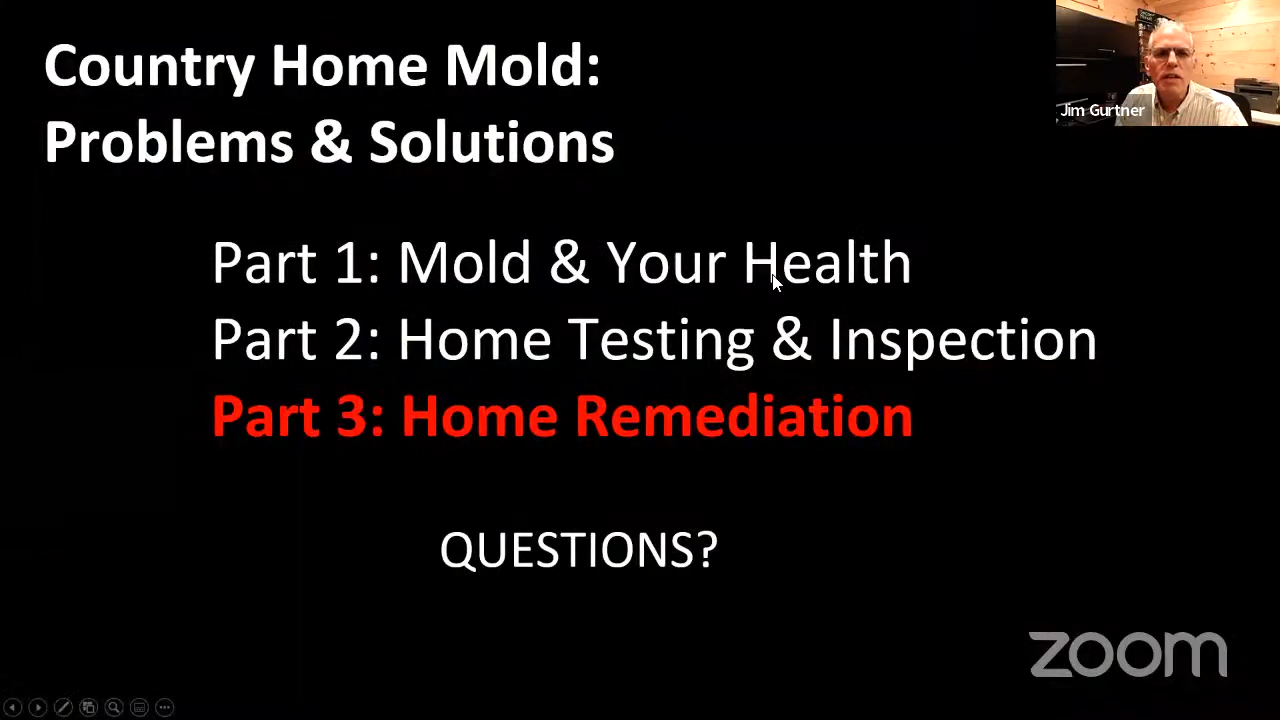 Country Home Mold:
Problems & Solutions
Jim Gurtner
Part 1: Mold & Your Health
Part 2: Home Testing & Inspection
Part 3: Home Remediation
QUESTIONS?
zoom